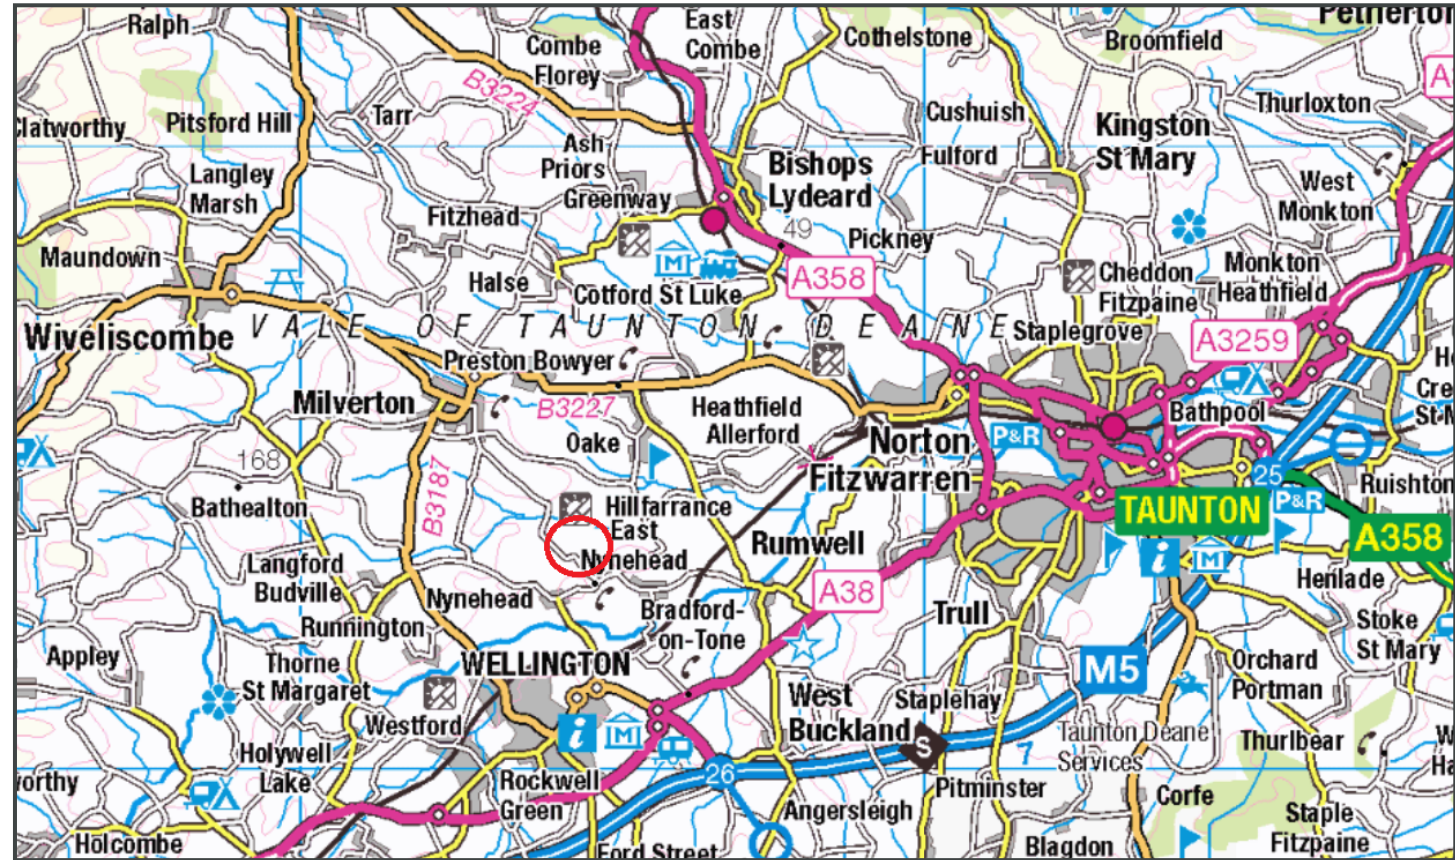 Ralph
East
Combe
Petherton
Combe
Florey
Cothelstone
Broomfield
A
B3224
Clatworthy
Pitsford Hill
Tarr
Cushuish
Thurloxton
Kingston
St Mary
Ash
Priors
Bishops
Lydeard
Fulford
Langley
Marsh
Greenway
West
Monkton
Fitzhead
49
Pickney
Maundown
Halse
M
A358
Cheddon
Fitzpaine
Monkton
Heathfield
Cotford St Luke
VALE OF TAUNTON DEANE
Wiveliscombe
Staplegrove
A3259
Preston Bowyer
Milverton
B3227
Heathfield
Allerford
Bathpool
Oake
Norton
Fitzwarren
P&R
168
B3187
25
P&R
Ruishton
Bathealton
Hillfarrance
TAUNTON
East
Nynehead
Rumwell
A358
i
M
Langford
Budville
Nynehead
A38
Henlade
Bradford-
on-Tone
Trull
Runnington
Stoke
St Mary
Appley
Thorne
St Margaret
WELLINGTON
M5
Orchard
Portman
West
Buckland
Staplehay
Westford
i
M
S
Taunton Deane
Services
Thurlbear
Holywell
Lake
26
7
Rockwell
Green
Angersleigh
Pitminster
Corfe
Staple
Fitzpaine
Holcombe
Ford Street
Blagdon